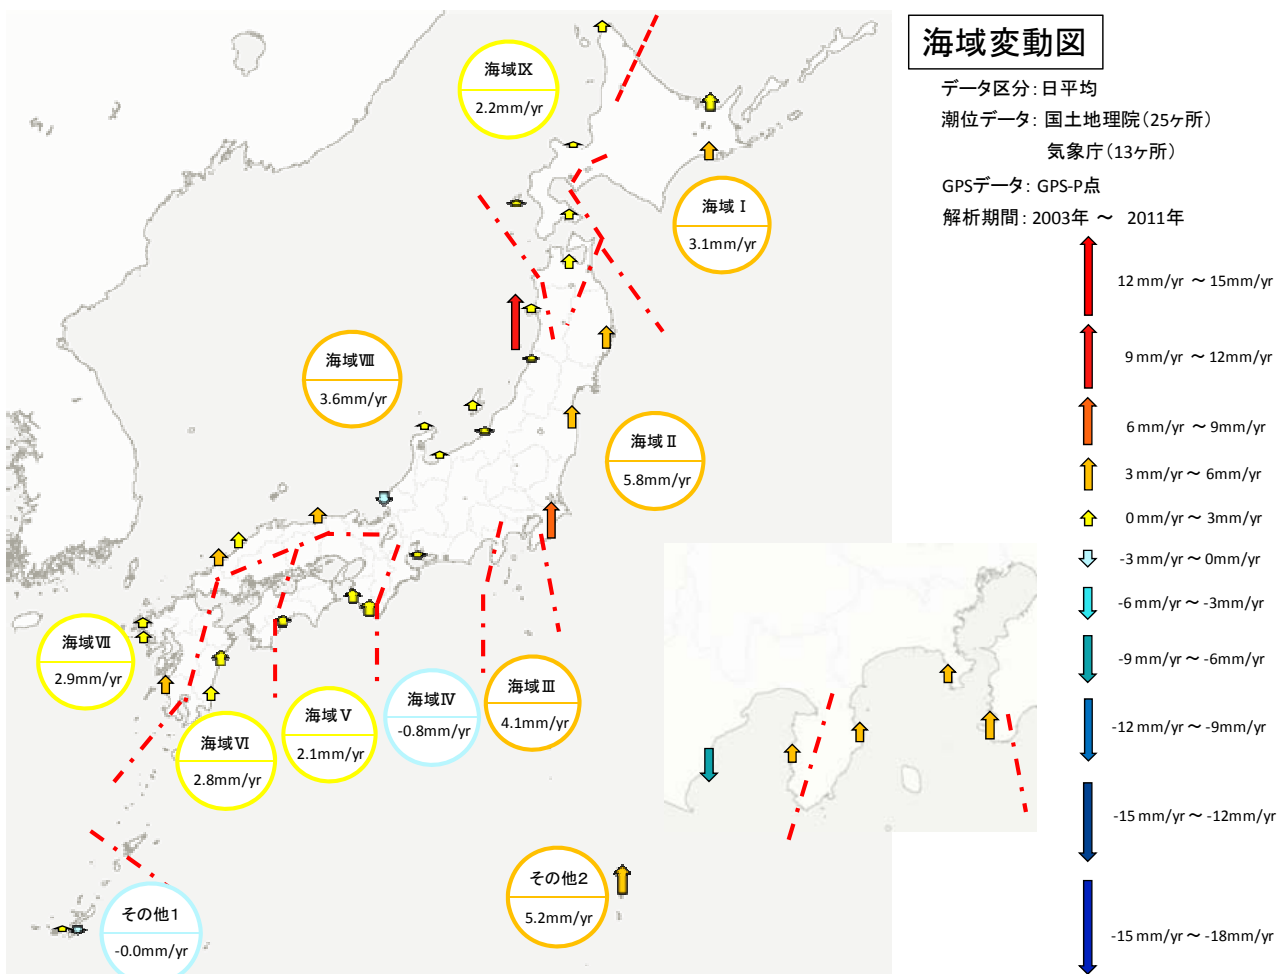 海域変動図
データ区分：日平均
潮位データ：国土地理院（25ヶ所）
気象庁（13ヶ所）
GPSデータ：GPS-P点
解析期間：2003年 ～ 2011年
12 mm/yr ～ 15mm/yr
9 mm/yr ～ 12mm/yr
6 mm/yr ～ 9mm/yr
3 mm/yr ～ 6mm/yr
0 mm/yr ～ 3mm/yr
-3 mm/yr ～ 0mm/yr
-6 mm/yr ～ -3mm/yr
-9 mm/yr ～ -6mm/yr
-12 mm/yr ～ -9mm/yr
-15 mm/yr ～ -12mm/yr
-15 mm/yr ～ -18mm/yr
海域Ⅸ
2.2mm/yr
海域Ⅰ
3.1mm/yr
海域Ⅷ
3.6mm/yr
海域Ⅱ
5.8mm/yr
海域Ⅶ
2.9mm/yr
海域Ⅵ
2.8mm/yr
海域Ⅴ
2.1mm/yr
海域Ⅳ
-0.8mm/yr
海域Ⅲ
4.1mm/yr
その他1
-0.0mm/yr
その他2
5.2mm/yr